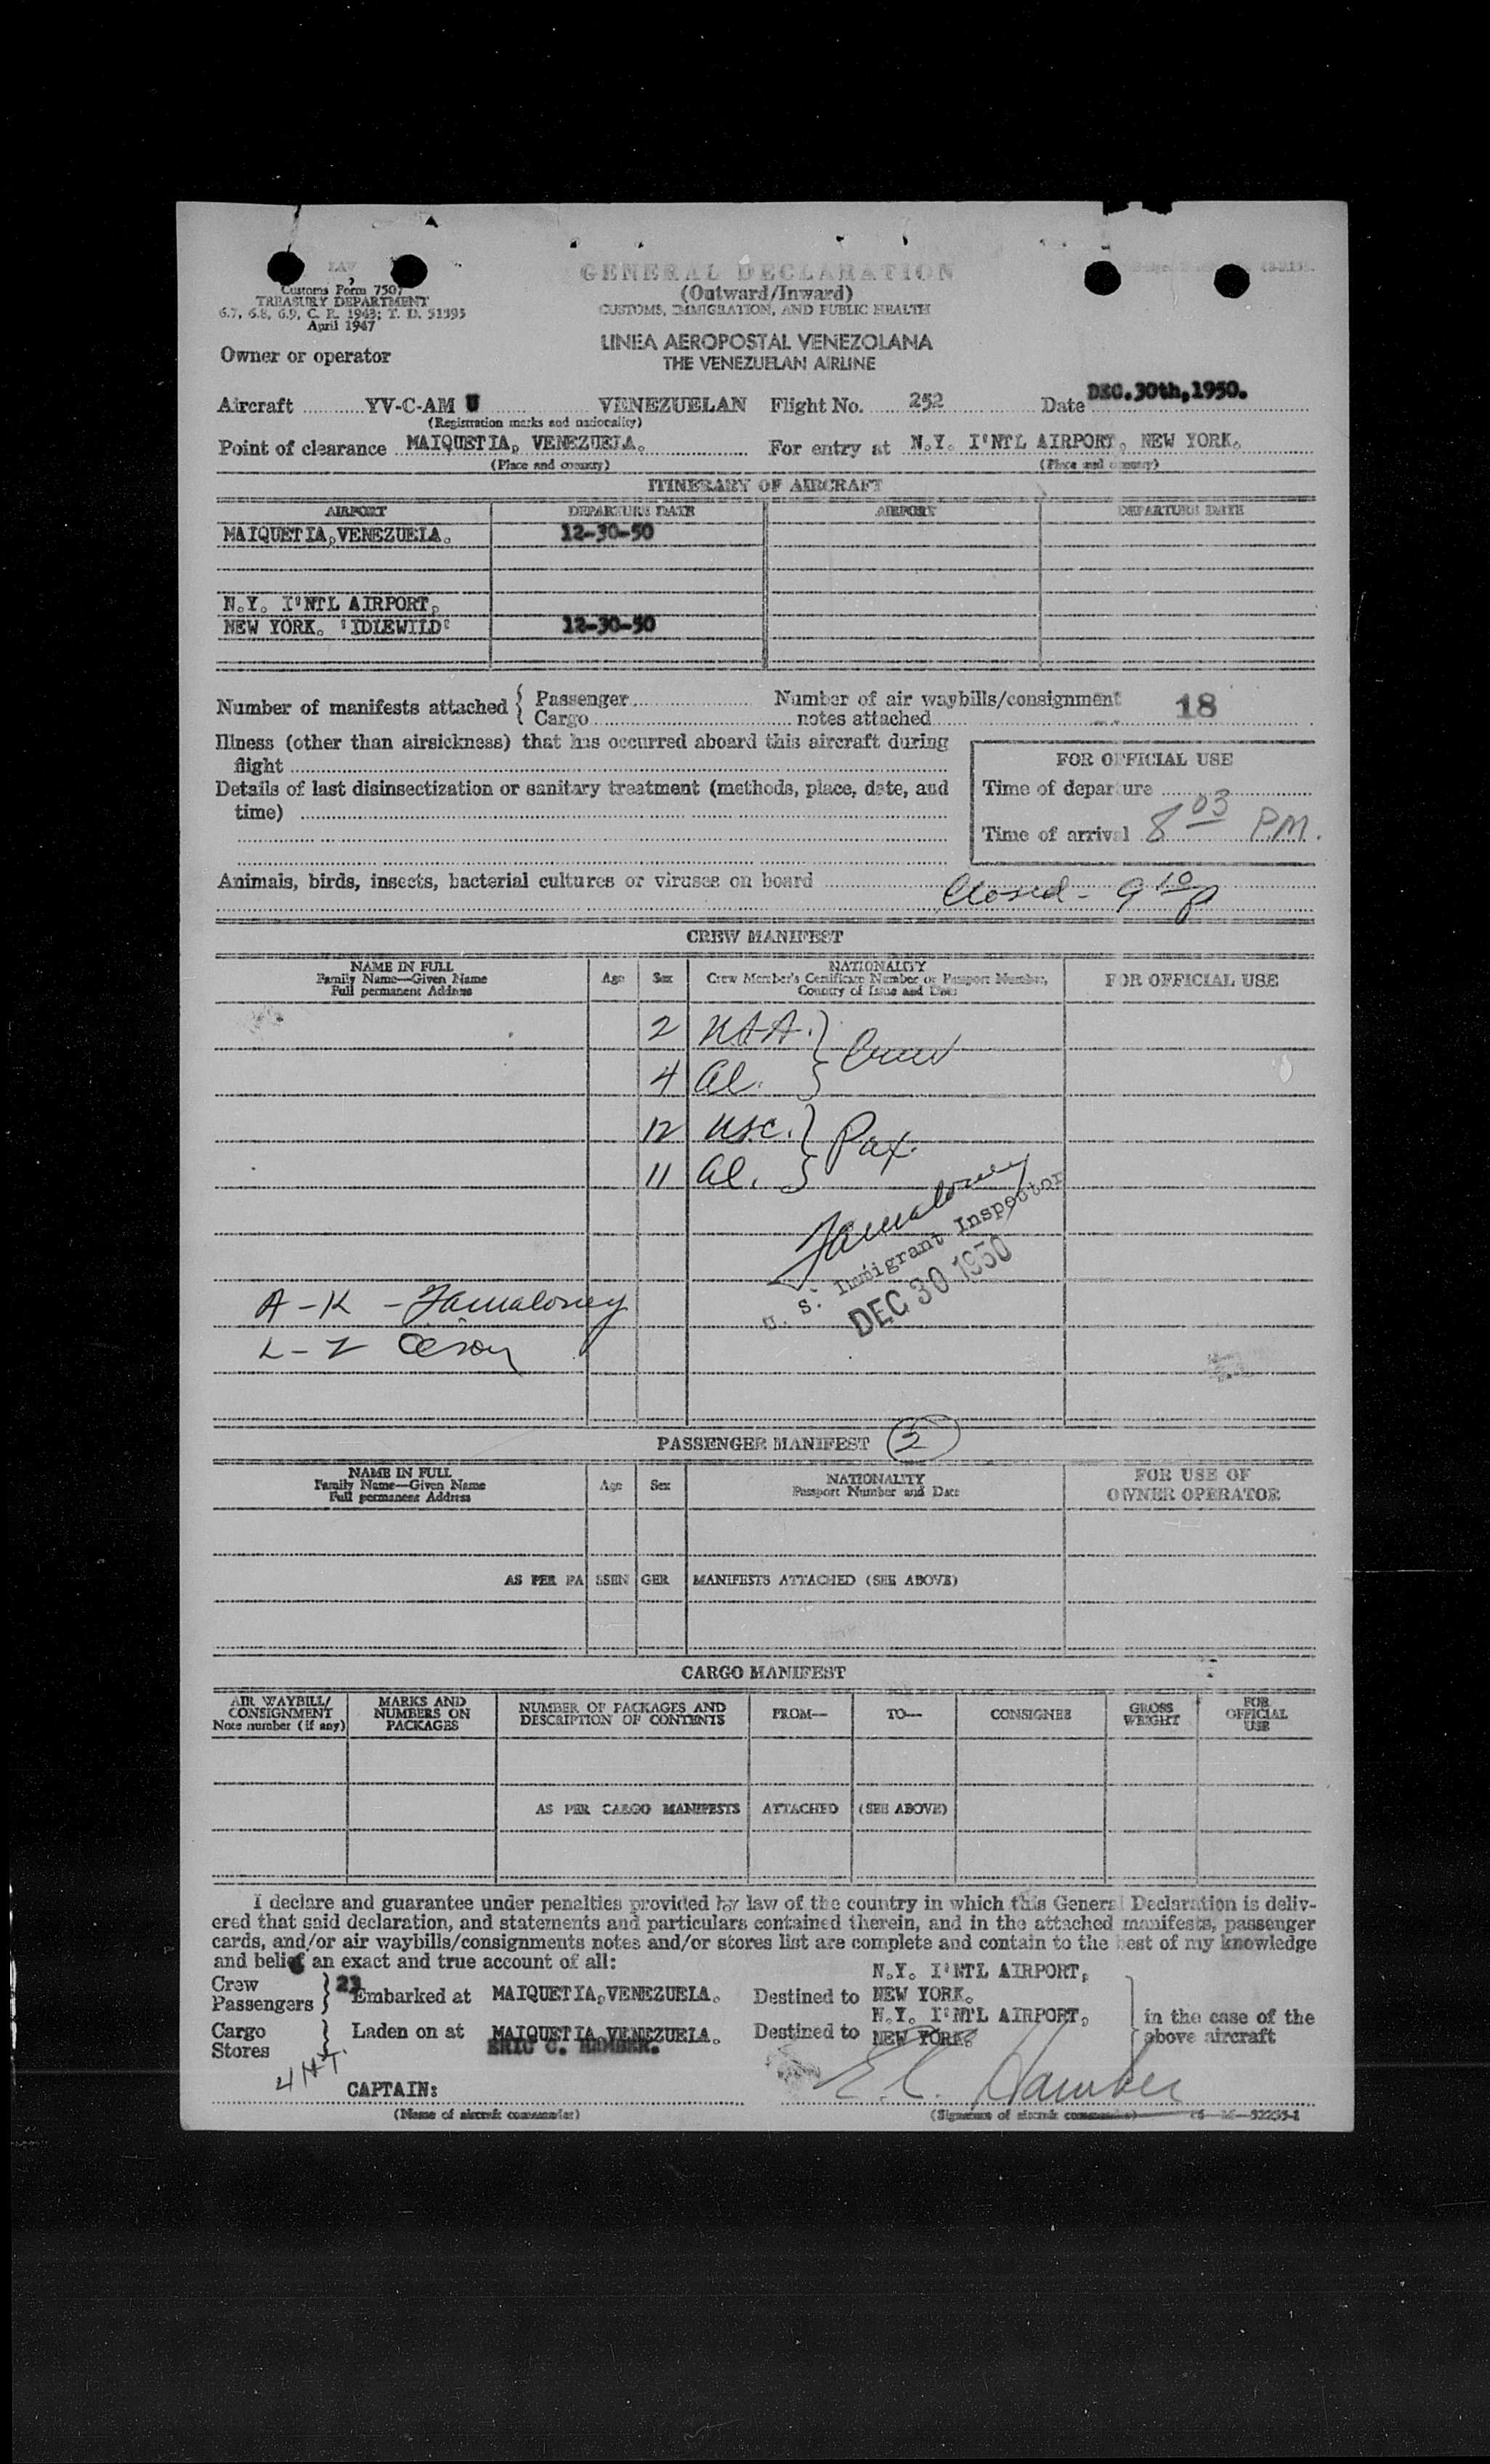 LAV
Customs Form 7507
TREASURY DEPARTMENT
6.7, 6.8, 6.9, C. R. 1943; T. D. 51595
April 1947
GENERAL DECLARATION
(Outward/Inward)
CUSTOMS, IMMIGRATION, AND PUBLIC HEALTH
LINEA AEROPOSTAL VENEZOLANA
THE VENEZUELAN AIRLINE
Owner or operator
Aircraft YV-C-AM U VENEZUELAN Flight No. 252 Date DEC.30th,1950.
(Registration marks and nationality)
Point of clearance MAIQUETIA, VENEZUELA. For entry at N.Y. I'NTL AIRPORT, NEW YORK.
(Place and country) (Place and country)
ITINERARY OF AIRCRAFT
AIRPORT DEPARTURE DATE AIRPORT DEPARTURE DATE
MAIQUETIA,VENEZUELA. 12-30-50
N.Y. I'NTL AIRPORT,
NEW YORK. 'IDLEWILD' 12-30-50
Number of manifests attached { Passenger Number of air waybills/consignment
Cargo notes attached 18
Illness (other than airsickness) that has occurred aboard this aircraft during
flight
Details of last disinsectization or sanitary treatment (methods, place, date, and
time)
FOR OFFICIAL USE
Time of departure
Time of arrival 8 03 P.M.
Animals, birds, insects, bacterial cultures or viruses on board
Closed - 9 10 p
CREW MANIFEST
NAME IN FULL
Family Name—Given Name
Full permanent Address
Age Sex
NATIONALITY
Crew Member's Certificate Number or Passport Number,
Country of Issue and Date
FOR OFFICIAL USE
2
4 Al. } Crew
12 usc.
11 Al. } Pax.
U. S. Immigrant Inspector
DEC 30 1950
A - K - Jamaloney
L - Z
PASSENGER MANIFEST 2
NAME IN FULL
Family Name—Given Name
Full permanent Address
Age Sex
NATIONALITY
Passport Number and Date
FOR USE OF
OWNER OPERATOR
AS PER PASSENGER MANIFESTS ATTACHED (SEE ABOVE)
CARGO MANIFEST
AIR WAYBILL/
CONSIGNMENT
Note number (if any)
MARKS AND
NUMBERS ON
PACKAGES
NUMBER OF PACKAGES AND
DESCRIPTION OF CONTENTS
FROM— TO— CONSIGNEE
GROSS
WEIGHT
FOR
OFFICIAL
USE
AS PER CARGO MANIFESTS ATTACHED (SEE ABOVE)
I declare and guarantee under penalties provided by law of the country in which this General Declaration is deliv-
ered that said declaration, and statements and particulars contained therein, and in the attached manifests, passenger
cards, and/or air waybills/consignments notes and/or stores list are complete and contain to the best of my knowledge
and belief an exact and true account of all:
Crew
Passengers } 23 Embarked at MAIQUETIA,VENEZUELA. Destined to N.Y. I'NTL AIRPORT,
NEW YORK.
Cargo
Stores } Laden on at MAIQUETIA,VENEZUELA. Destined to N.Y. I'NTL AIRPORT,
NEW YORK.
in the case of the
above aircraft
ERIC C. HAMBER.
CAPTAIN:
E. C. Hamber
(Name of aircraft commander) (Signature of aircraft commander)